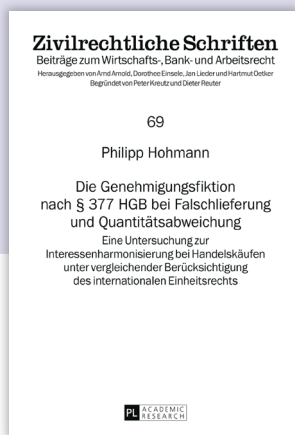 Zivilrechtliche Schriften
Beiträge zum Wirtschafts-, Bank- und Arbeitsrecht
Herausgegeben von Arnd Arnold, Dorothee Einsele, Jan Lieder und Hartmut Oetker
Begründet von Peter Kreutz und Dieter Reuter
69
Philipp Hohmann
Die Genehmigungsfiktion
nach § 377 HGB bei Falschlieferung
und Quantitätsabweichung
Eine Untersuchung zur
Interessenharmonisierung bei Handelskäufen
unter vergleichender Berücksichtigung
des internationalen Einheitsrechts
PL ACADEMIC
RESEARCH